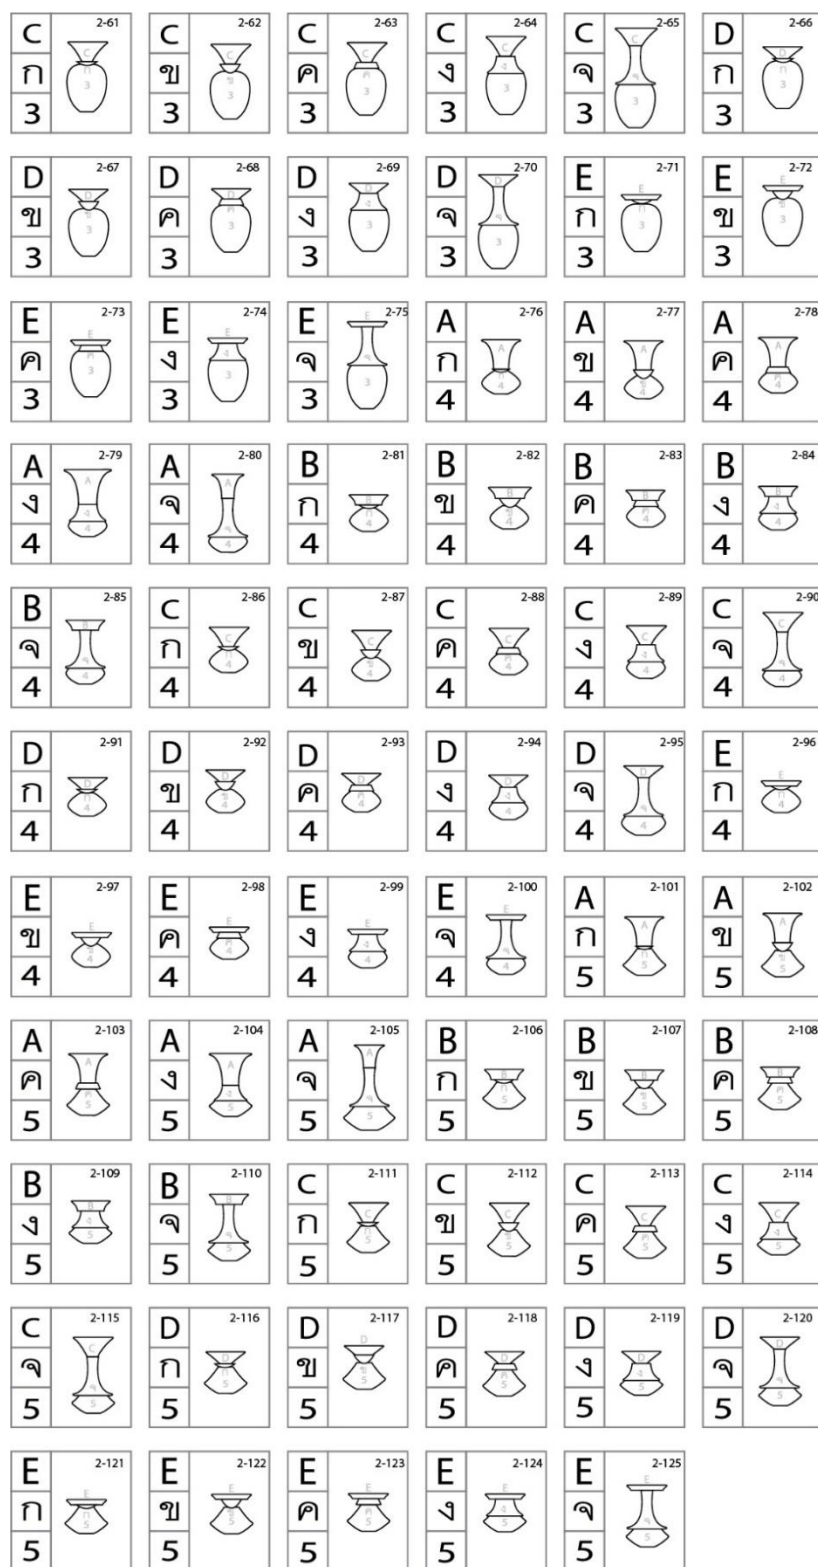 C 2-61 C 2-62 C 2-63 C 2-64 C 2-65 D 2-66
ก ข ค ง จ ก
3 3 3 3 3 3
D 2-67 D 2-68 D 2-69 D 2-70 E 2-71 E 2-72
ข ค ง จ ก ข
3 3 3 3 3 3
E 2-73 E 2-74 E 2-75 A 2-76 A 2-77 A 2-78
ค ง จ ก ข ค
3 3 3 4 4 4
A 2-79 A 2-80 B 2-81 B 2-82 B 2-83 B 2-84
ง จ ก ข ค ง
4 4 4 4 4 4
B 2-85 C 2-86 C 2-87 C 2-88 C 2-89 C 2-90
จ ก ข ค ง จ
4 4 4 4 4 4
D 2-91 D 2-92 D 2-93 D 2-94 D 2-95 E 2-96
ก ข ค ง จ ก
4 4 4 4 4 4
E 2-97 E 2-98 E 2-99 E 2-100 A 2-101 A 2-102
ข ค ง จ ก ข
4 4 4 4 5 5
A 2-103 A 2-104 A 2-105 B 2-106 B 2-107 B 2-108
ค ง จ ก ข ค
5 5 5 5 5 5
B 2-109 B 2-110 C 2-111 C 2-112 C 2-113 C 2-114
ง จ ก ข ค ง
5 5 5 5 5 5
C 2-115 D 2-116 D 2-117 D 2-118 D 2-119 D 2-120
จ ก ข ค ง จ
5 5 5 5 5 5
E 2-121 E 2-122 E 2-123 E 2-124 E 2-125
ก ข ค ง จ
5 5 5 5 5